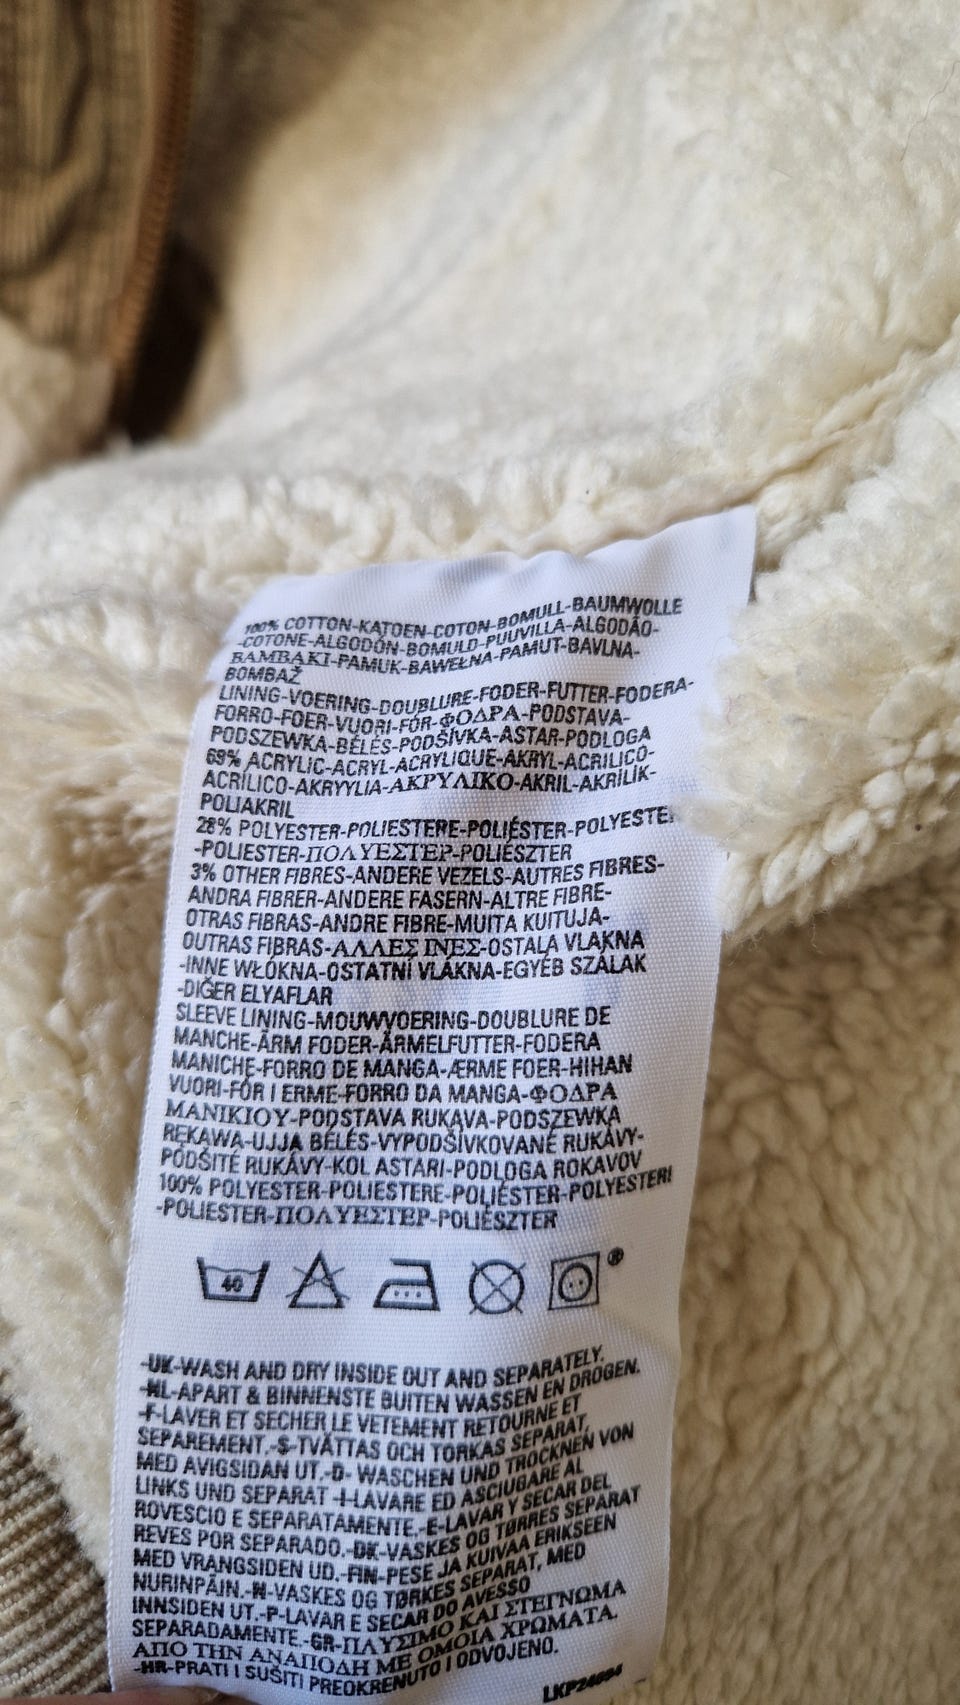 100% COTTON-KATOEN-COTON-BOMULL-BAUMWOLLE
-COTONE-ALGODÓN-BOMULD-PUUVILLA-ALGODÃO-
BAMBAKI-PAMUK-BAWEŁNA-PAMUT-BAVLNA-
BOMBAŽ
LINING-VOERING-DOUBLURE-FODER-FUTTER-FODERA-
FORRO-FOER-VUORI-FÓR-ΦΟΔΡΑ-PODSTAVA-
PODSZEWKA-BÉLÉS-PODŠÍVKA-ASTAR-PODLOGA
69% ACRYLIC-ACRYL-ACRYLIQUE-AKRYL-ACRILICO-
ACRÍLICO-AKRYYLIA-ΑΚΡΥΛΙΚΟ-AKRIL-AKRİLİK-
POLIAKRIL
28% POLYESTER-POLIESTERE-POLIÉSTER-POLYESTE
-POLIESTER-ΠΟΛΥΕΣΤΕΡ-POLIÉSZTER
3% OTHER FIBRES-ANDERE VEZELS-AUTRES FIBRES-
ANDRA FIBRER-ANDERE FASERN-ALTRE FIBRE-
OTRAS FIBRAS-ANDRE FIBRE-MUITA KUITUJA-
OUTRAS FIBRAS-ΑΛΛΕΣ ΙΝΕΣ-OSTALA VLAKNA
-INNE WŁÓKNA-OSTATNÍ VLÁKNA-EGYÉB SZÁLAK
-DIĞER ELYAFLAR
SLEEVE LINING-MOUWVOERING-DOUBLURE DE
MANCHE-ÄRM FODER-ÄRMELFUTTER-FODERA
MANICHE-FORRO DE MANGA-ÆRME FOER-HIHAN
VUORI-FÓR I ERME-FORRO DA MANGA-ΦΟΔΡΑ
ΜΑΝΙΚΙΟΥ-PODSTAVA RUKAVA-PODSZEWKA
RĘKAWA-UJJA BÉLÉS-VYPODŠÍVKOVANÉ RUKÁVY-
PODŠITÉ RUKÁVY-KOL ASTARI-PODLOGA ROKAVOV
100% POLYESTER-POLIESTERE-POLIÉSTER-POLYESTERI
-POLIESTER-ΠΟΛΥΕΣΤΕΡ-POLIÉSZTER
40 ®
-UK-WASH AND DRY INSIDE OUT AND SEPARATELY.
-NL-APART & BINNENSTE BUITEN WASSEN EN DROGEN.
-F-LAVER ET SECHER LE VETEMENT RETOURNE ET
SEPAREMENT.-S-TVÄTTAS OCH TORKAS SEPARAT,
MED AVIGSIDAN UT.-D- WASCHEN UND TROCKNEN VON
LINKS UND SEPARAT -I-LAVARE ED ASCIUGARE AL
ROVESCIO E SEPARATAMENTE.-E-LAVAR Y SECAR DEL
REVES POR SEPARADO.-DK-VASKES OG TØRRES SEPARAT
MED VRANGSIDEN UD.-FIN-PESE JA KUIVAA ERIKSEEN
NURINPÄIN.-N-VASKES OG TØRKES SEPARAT, MED
INNSIDEN UT.-P-LAVAR E SECAR DO AVESSO
SEPARADAMENTE.-GR-ΠΛΥΣΙΜΟ ΚΑΙ ΣΤΕΓΝΩΜΑ
ΑΠΟ ΤΗΝ ΑΝΑΠΟΔΗ ΜΕ ΟΜΟΙΑ ΧΡΩΜΑΤΑ.
-HR-PRATI I SUŠITI PREOKRENUTO I ODVOJENO.